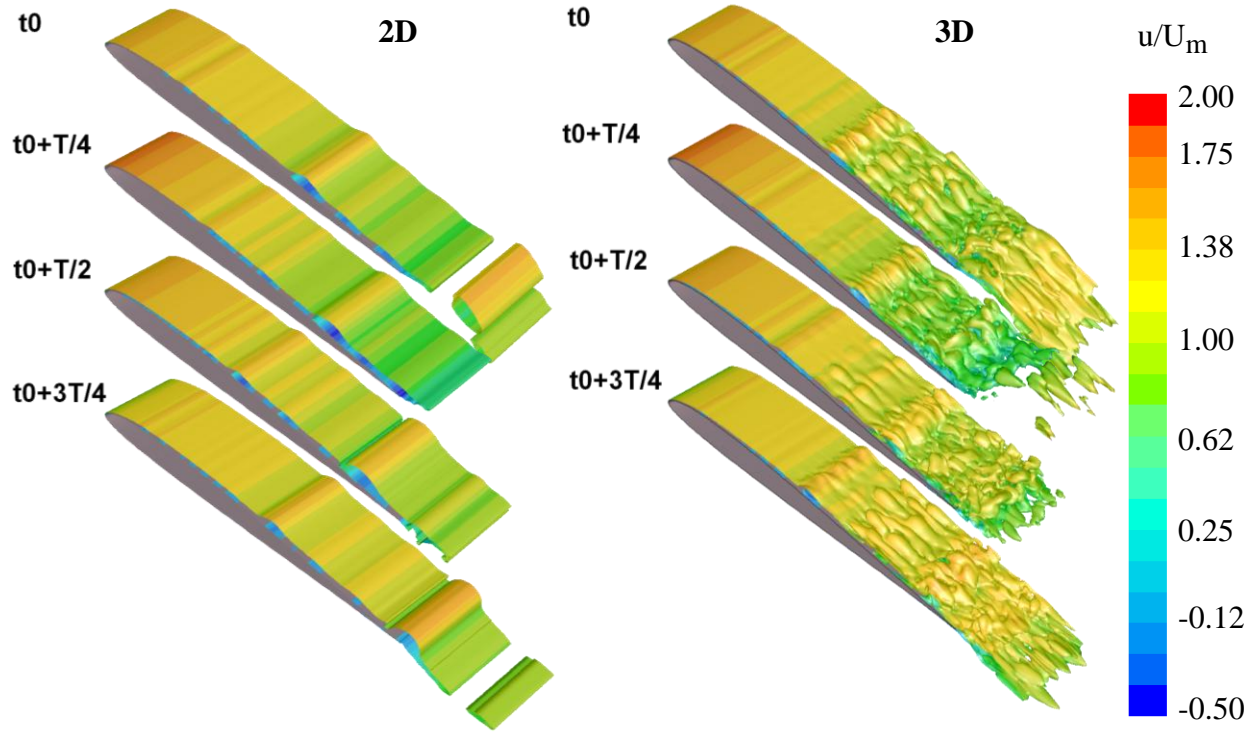 t0
2D
t0+T/4
t0+T/2
t0+3T/4
t0
3D
t0+T/4
t0+T/2
t0+3T/4
u/Um
2.00
1.75
1.38
1.00
0.62
0.25
-0.12
-0.50